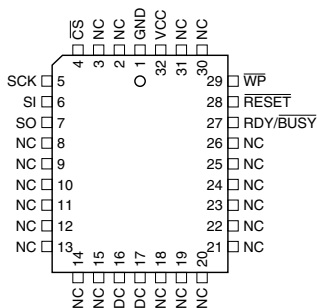 CS NC NC GND VCC NC NC
4 3 2 1 32 31 30
SCK 5 29 WP
SI 6 28 RESET
SO 7 27 RDY/BUSY
NC 8 26 NC
NC 9 25 NC
NC 10 24 NC
NC 11 23 NC
NC 12 22 NC
NC 13 21 NC
14 15 16 17 18 19 20
NC NC DC DC NC NC NC